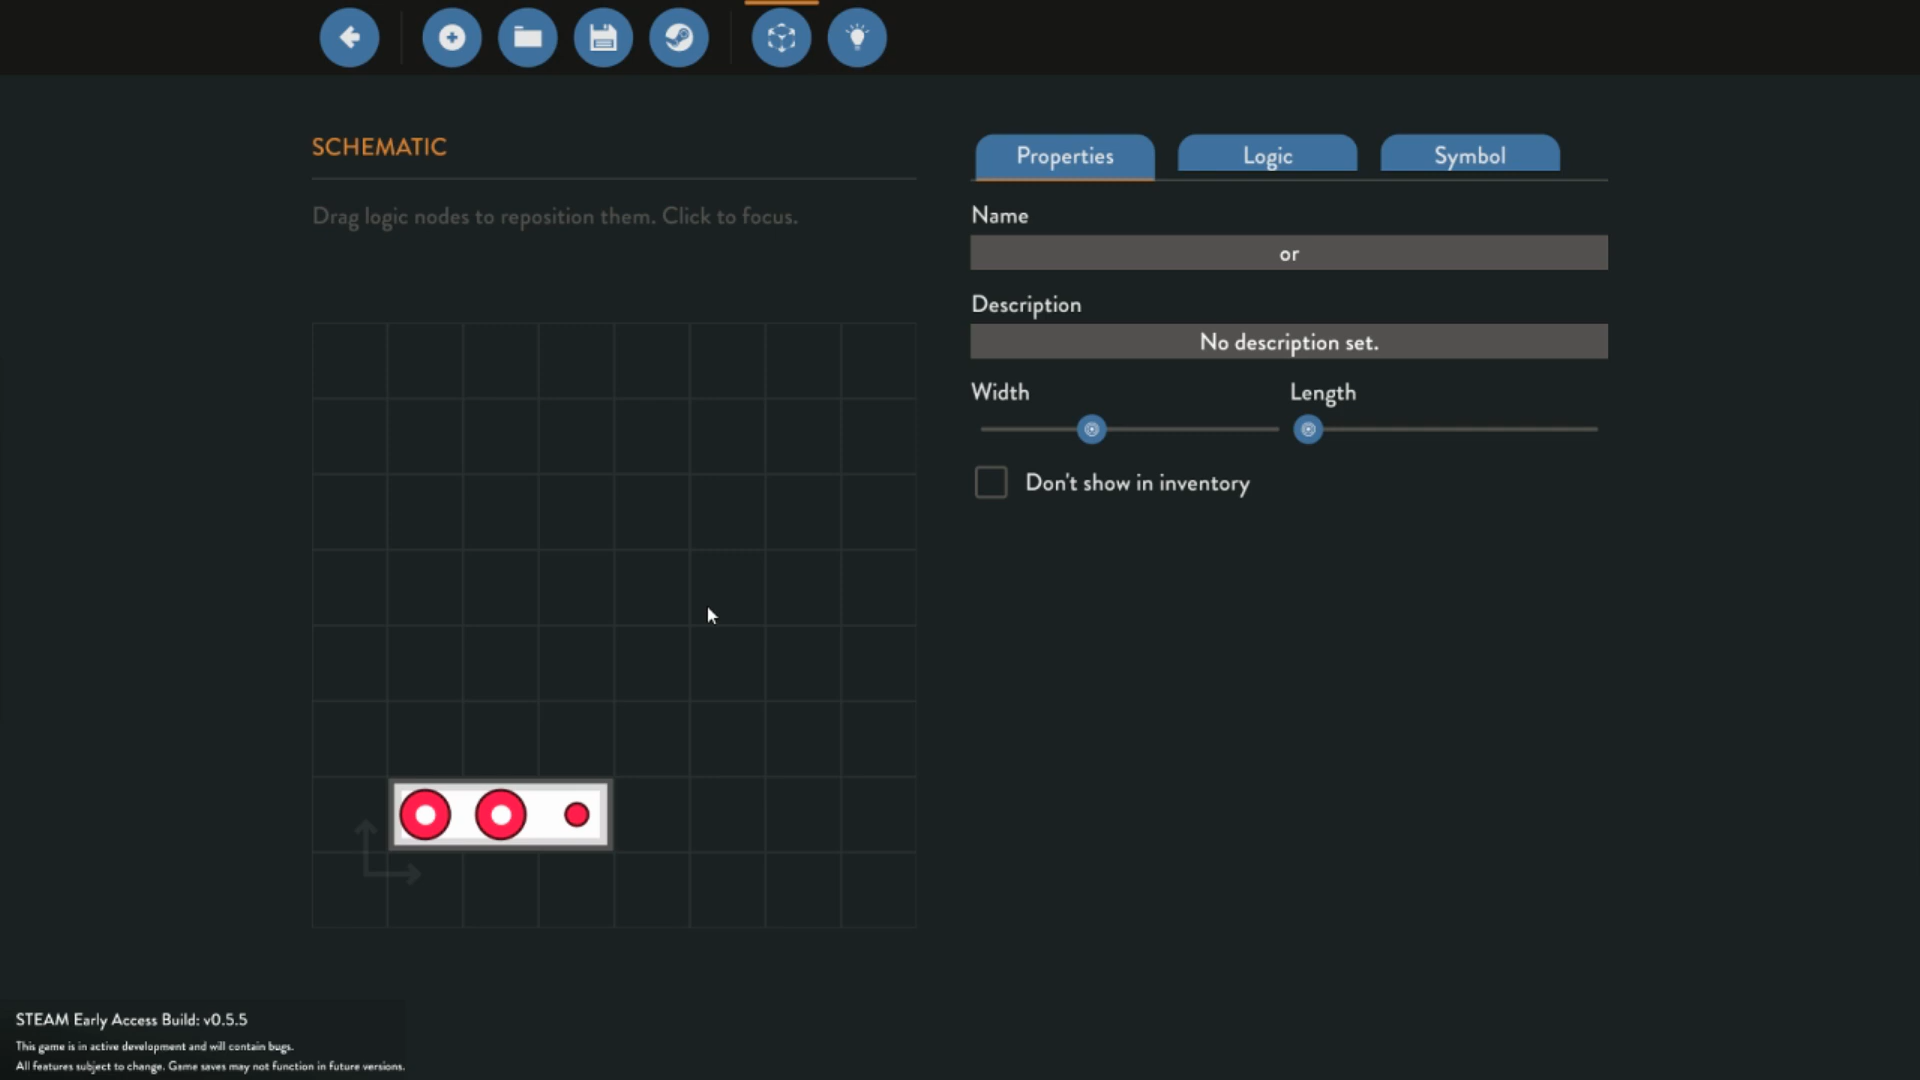 SCHEMATIC
Drag logic nodes to reposition them. Click to focus.
Properties
Logic
Symbol
Name
or
Description
No description set.
Width
Length
Don't show in inventory
STEAM Early Access Build: v0.5.5
This game is in active development and will contain bugs.
All features subject to change. Game saves may not function in future versions.